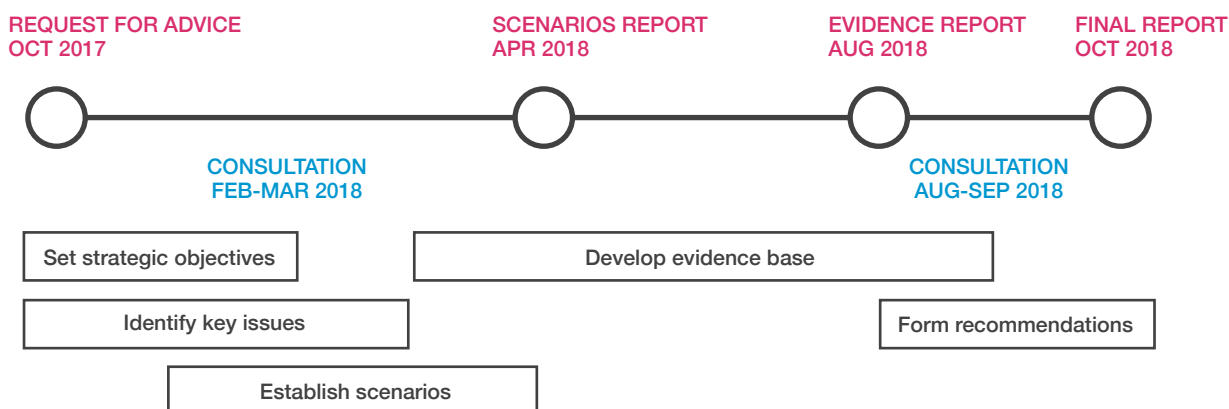 REQUEST FOR ADVICE
OCT 2017
SCENARIOS REPORT
APR 2018
EVIDENCE REPORT
AUG 2018
FINAL REPORT
OCT 2018
CONSULTATION
FEB-MAR 2018
CONSULTATION
AUG-SEP 2018
Set strategic objectives
Develop evidence base
Identify key issues
Form recommendations
Establish scenarios